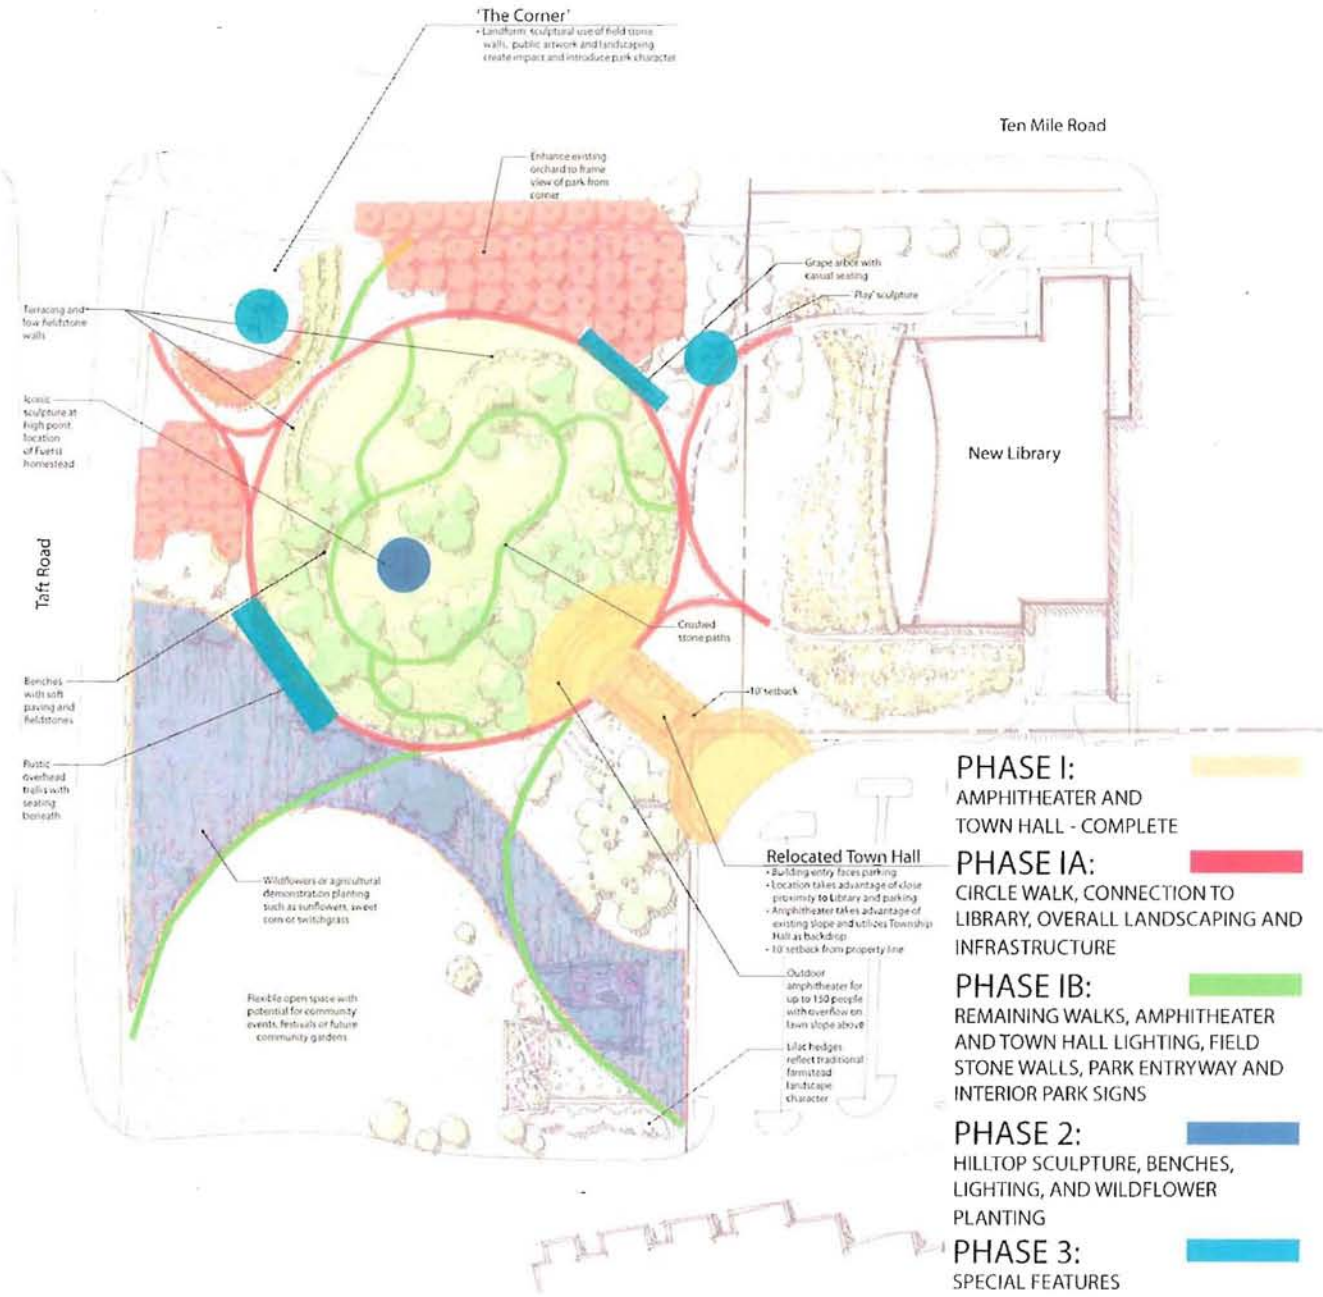 'The Corner'
• Landform, sculptural use of field stone
walls, public artwork and landscaping
create impact and introduce park character
Ten Mile Road
Enhance existing
orchard to frame
view of park from
corner
Grape arbor with
casual seating
'Play' sculpture
Terracing and
low fieldstone
walls
Iconic
sculpture at
high point
location
of Fuerst
homestead
New Library
Taft Road
Crushed
stone paths
Benches
with soft
paving and
fieldstones
10' setback
Rustic
overhead
trellis with
seating
beneath
Wildflowers or agricultural
demonstration planting
such as sunflowers, sweet
corn or switchgrass
Flexible open space with
potential for community
events, festivals or future
community gardens
Relocated Town Hall
• Building entry faces parking
• Location takes advantage of close
proximity to Library and parking
• Amphitheater takes advantage of
existing slope and utilizes Township
Hall as backdrop
• 10' setback from property line
Outdoor
amphitheater for
up to 150 people
with overflow on
lawn slope above
Lilac hedges
reflect traditional
farmstead
landscape
character
PHASE I:
AMPHITHEATER AND
TOWN HALL - COMPLETE
PHASE IA:
CIRCLE WALK, CONNECTION TO
LIBRARY, OVERALL LANDSCAPING AND
INFRASTRUCTURE
PHASE IB:
REMAINING WALKS, AMPHITHEATER
AND TOWN HALL LIGHTING, FIELD
STONE WALLS, PARK ENTRYWAY AND
INTERIOR PARK SIGNS
PHASE 2:
HILLTOP SCULPTURE, BENCHES,
LIGHTING, AND WILDFLOWER
PLANTING
PHASE 3:
SPECIAL FEATURES